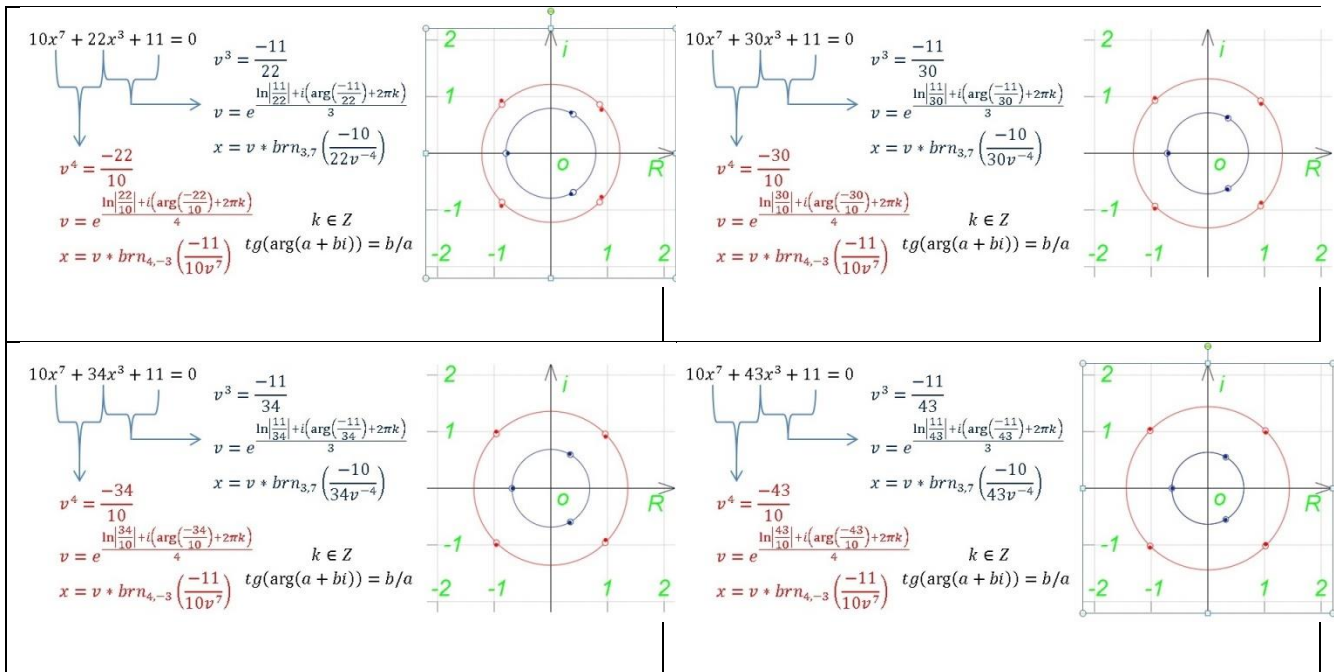 10x⁷ + 22x³ + 11 = 0
v³ = -11/22
v = e^((ln|11/22| + i(arg(-11/22) + 2πk))/3)
x = v * brn₃,₇(-10/(22v⁻⁴))
v⁴ = -22/10
v = e^((ln|22/10| + i(arg(-22/10) + 2πk))/4)
k ∈ Z
x = v * brn₄,₋₃(-11/(10v⁷))
tg(arg(a + bi)) = b/a
2
i
1
o
R
-1
-2 -1 1 2
10x⁷ + 30x³ + 11 = 0
v³ = -11/30
v = e^((ln|11/30| + i(arg(-11/30) + 2πk))/3)
x = v * brn₃,₇(-10/(30v⁻⁴))
v⁴ = -30/10
v = e^((ln|30/10| + i(arg(-30/10) + 2πk))/4)
k ∈ Z
x = v * brn₄,₋₃(-11/(10v⁷))
tg(arg(a + bi)) = b/a
2
i
1
o
R
-1
-2 -1 1 2
10x⁷ + 34x³ + 11 = 0
v³ = -11/34
v = e^((ln|11/34| + i(arg(-11/34) + 2πk))/3)
x = v * brn₃,₇(-10/(34v⁻⁴))
v⁴ = -34/10
v = e^((ln|34/10| + i(arg(-34/10) + 2πk))/4)
k ∈ Z
x = v * brn₄,₋₃(-11/(10v⁷))
tg(arg(a + bi)) = b/a
2
i
1
o
R
-1
-2 -1 1 2
10x⁷ + 43x³ + 11 = 0
v³ = -11/43
v = e^((ln|11/43| + i(arg(-11/43) + 2πk))/3)
x = v * brn₃,₇(-10/(43v⁻⁴))
v⁴ = -43/10
v = e^((ln|43/10| + i(arg(-43/10) + 2πk))/4)
k ∈ Z
x = v * brn₄,₋₃(-11/(10v⁷))
tg(arg(a + bi)) = b/a
2
i
1
o
R
-1
-2 -1 1 2